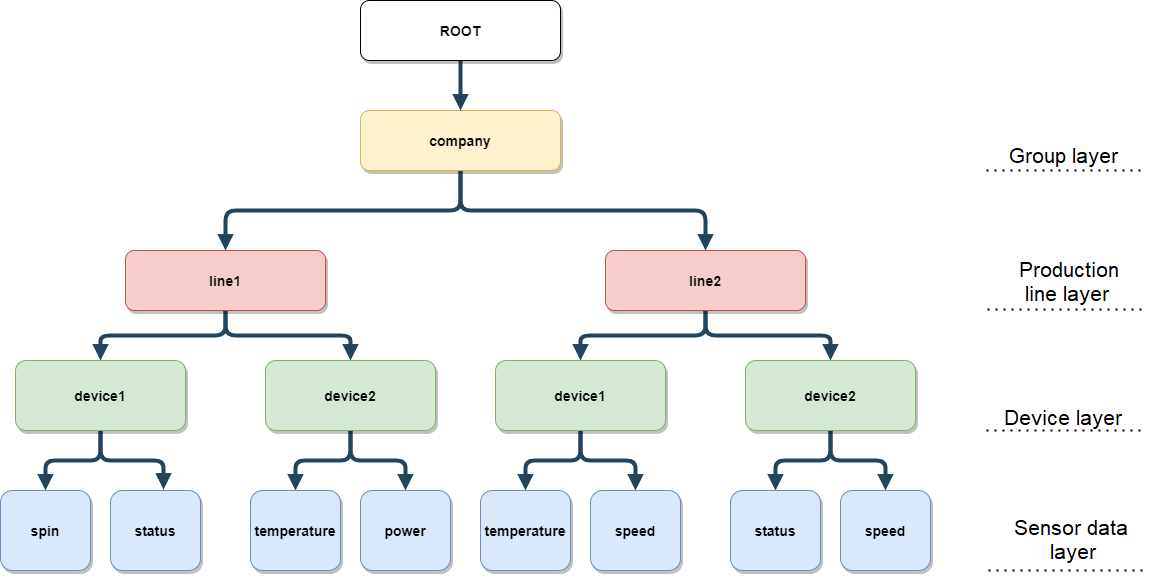 ROOT
company
Group layer
line1
line2
Production
line layer
device1
device2
device1
device2
Device layer
spin
status
temperature
power
temperature
speed
status
speed
Sensor data
layer